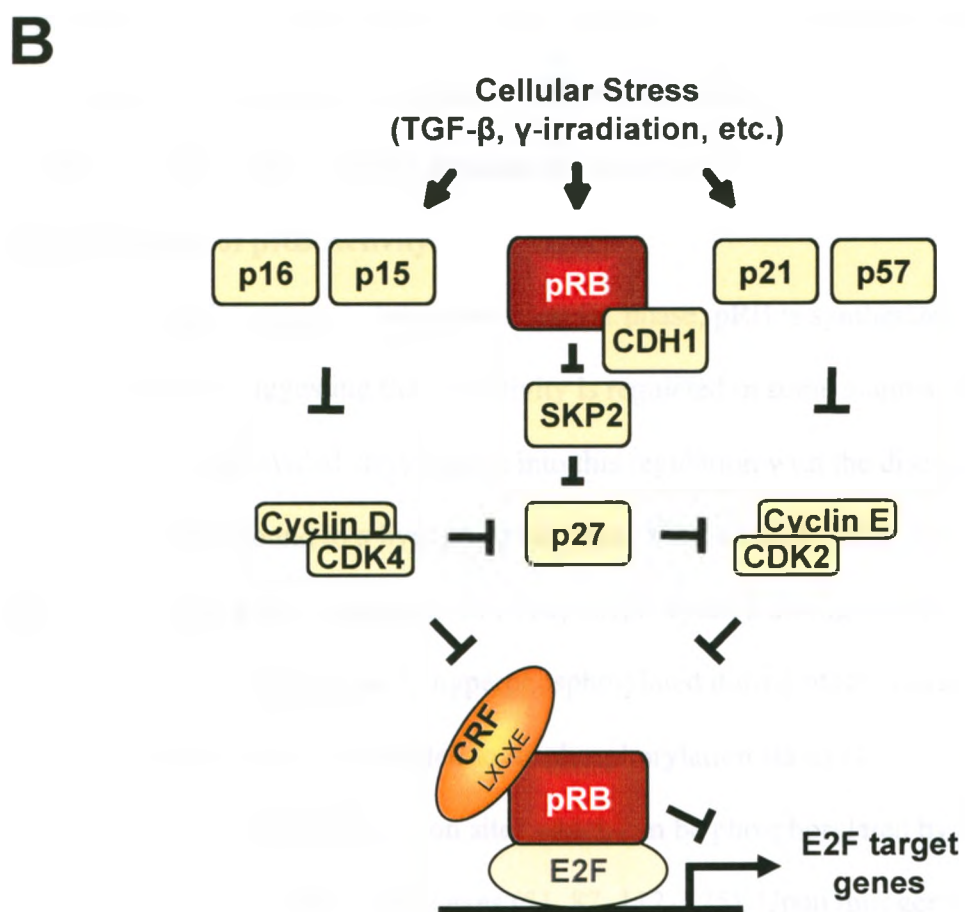 B
Cellular Stress
(TGF-β, γ-irradiation, etc.)
p16
p15
pRB
CDH1
p21
p57
SKP2
Cyclin D
CDK4
p27
Cyclin E
CDK2
CRF
LXCXE
pRB
E2F
E2F target
genes